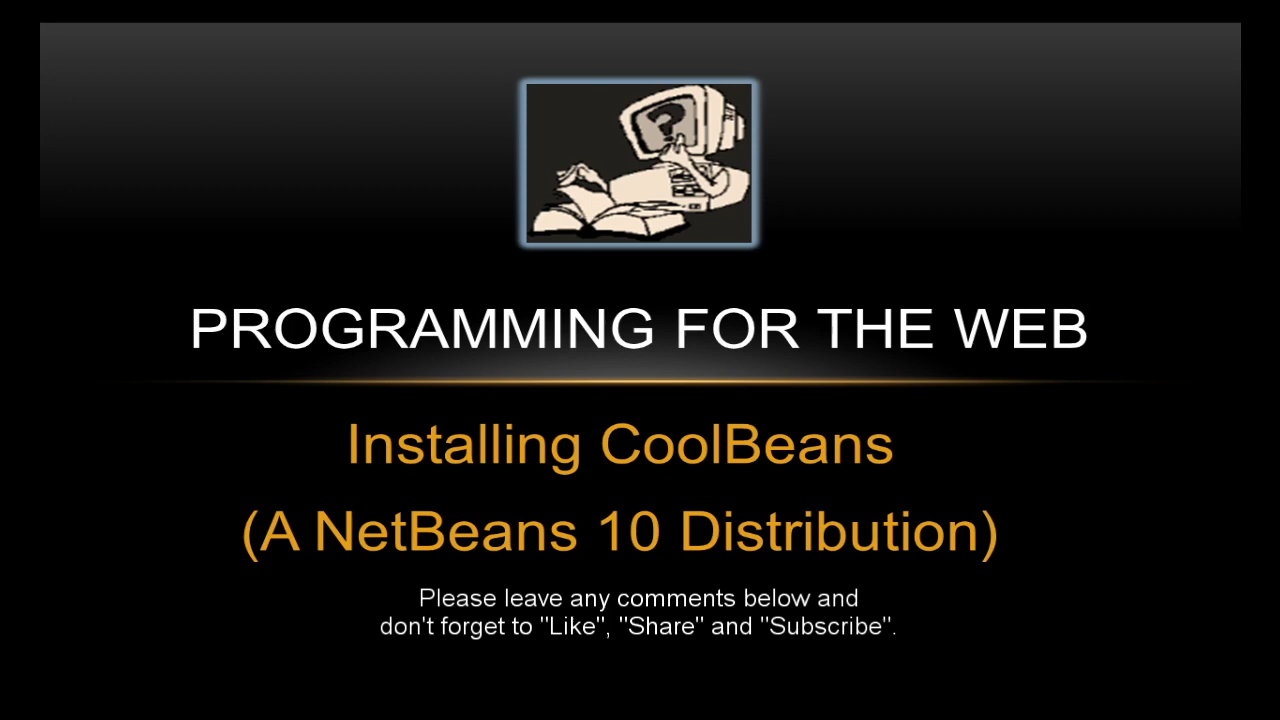 PROGRAMMING FOR THE WEB
Installing CoolBeans
(A NetBeans 10 Distribution)
Please leave any comments below and
don't forget to "Like", "Share" and "Subscribe".